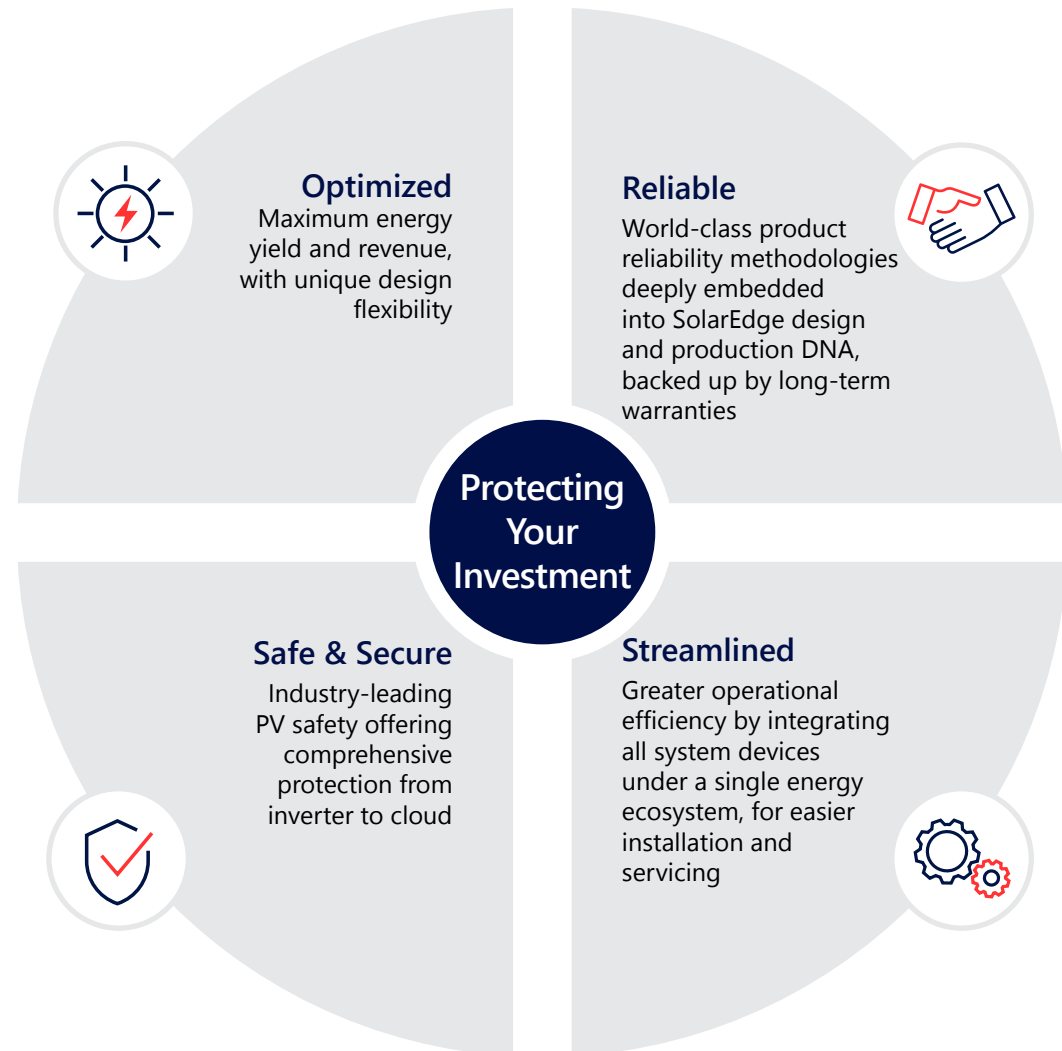 Optimized
Maximum energy
yield and revenue,
with unique design
flexibility
Reliable
World-class product
reliability methodologies
deeply embedded
into SolarEdge design
and production DNA,
backed up by long-term
warranties
Protecting
Your
Investment
Safe & Secure
Industry-leading
PV safety offering
comprehensive
protection from
inverter to cloud
Streamlined
Greater operational
efficiency by integrating
all system devices
under a single energy
ecosystem, for easier
installation and
servicing